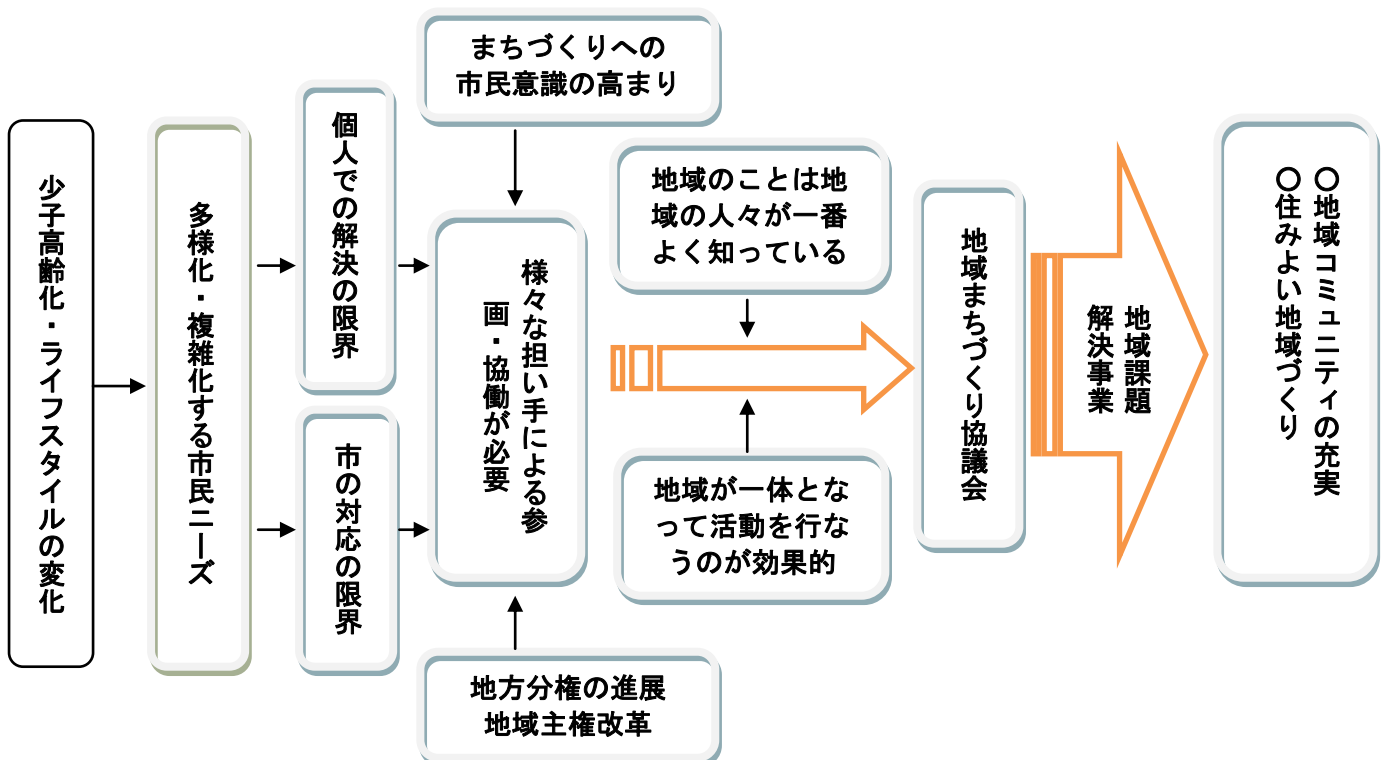 少子高齢化・ライフスタイルの変化
多様化・複雑化する市民ニーズ
個人での解決の限界
市の対応の限界
まちづくりへの
市民意識の高まり
様々な担い手による参
画・協働が必要
地方分権の進展
地域主権改革
地域のことは地
域の人々が一番
よく知っている
地域が一体とな
って活動を行な
うのが効果的
地域まちづくり協議会
地域課題
解決事業
○地域コミュニティの充実
○住みよい地域づくり